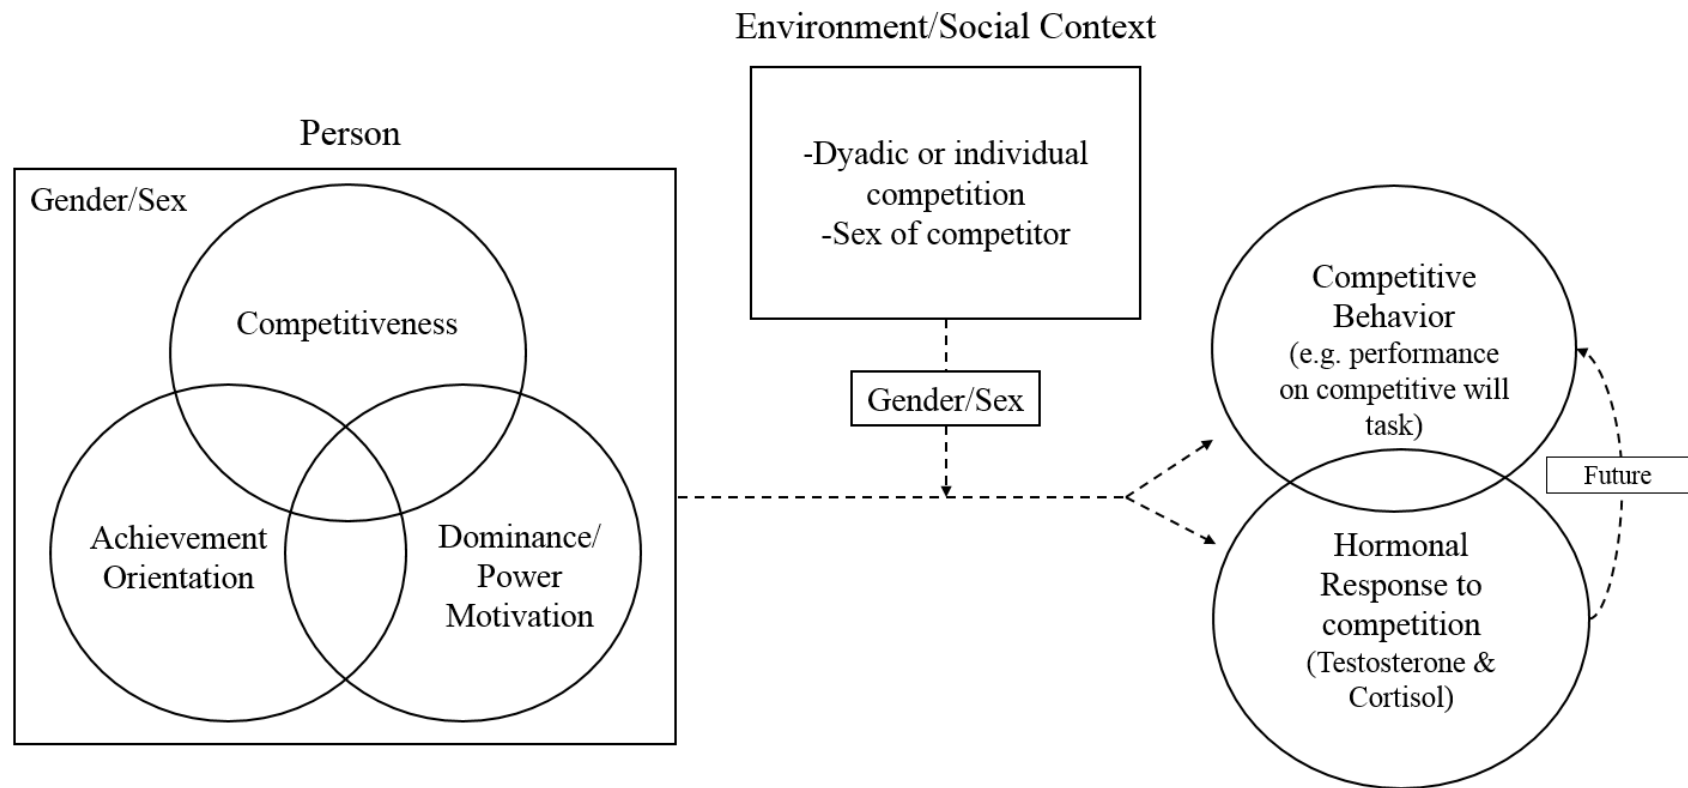 Environment/Social Context
-Dyadic or individual
competition
-Sex of competitor
Person
Gender/Sex
Competitiveness
Achievement
Orientation
Dominance/
Power
Motivation
Gender/Sex
Competitive
Behavior
(e.g. performance
on competitive will
task)
Future
Hormonal
Response to
competition
(Testosterone &
Cortisol)